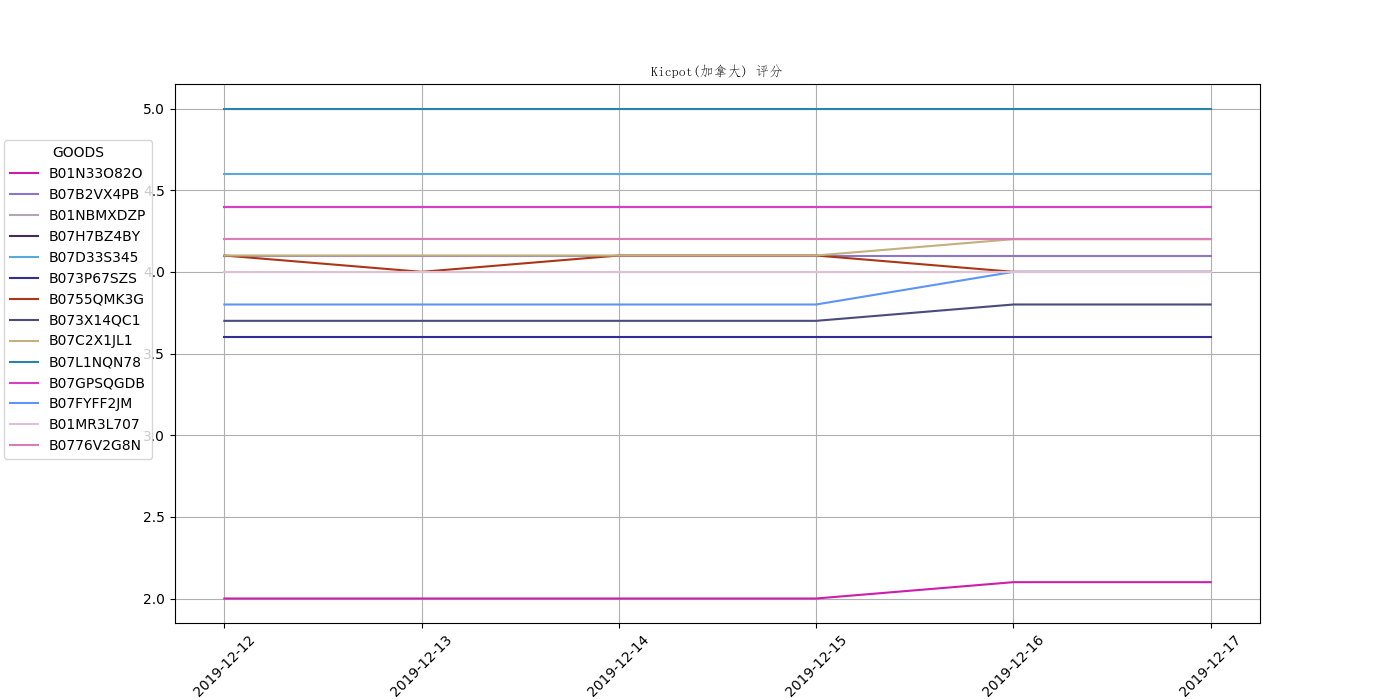 Kicpot(加拿大) 评分
GOODS
B01N33O82O
B07B2VX4PB
B01NBMXDZP
B07H7BZ4BY
B07D33S345
B073P67SZS
B0755QMK3G
B073X14QC1
B07C2X1JL1
B07L1NQN78
B07GPSQGDB
B07FYFF2JM
B01MR3L707
B0776V2G8N
5.0
4.5
4.0
3.5
3.0
2.5
2.0
2019-12-12
2019-12-13
2019-12-14
2019-12-15
2019-12-16
2019-12-17